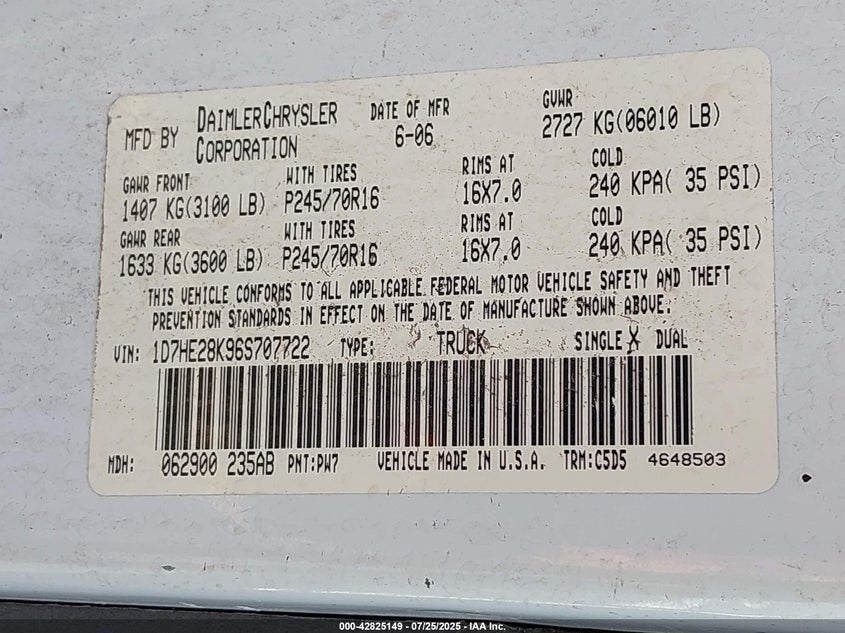 MFD BY DAIMLERCHRYSLER CORPORATION
DATE OF MFR
6-06
GVWR
2727 KG(06010 LB)
GAWR FRONT WITH TIRES RIMS AT COLD
1407 KG(3100 LB) P245/70R16 16X7.0 240 KPA( 35 PSI)
GAWR REAR WITH TIRES RIMS AT COLD
1633 KG(3600 LB) P245/70R16 16X7.0 240 KPA( 35 PSI)
THIS VEHICLE CONFORMS TO ALL APPLICABLE FEDERAL MOTOR VEHICLE SAFETY AND THEFT
PREVENTION STANDARDS IN EFFECT ON THE DATE OF MANUFACTURE SHOWN ABOVE.
VIN: 1D7HE28K96S707722 TYPE: TRUCK SINGLE X DUAL
MDH: 062900 235AB PNT:PW7 VEHICLE MADE IN U.S.A. TRM:C5D5 4648503
000-42825149 - 07/25/2025 - IAA Inc.